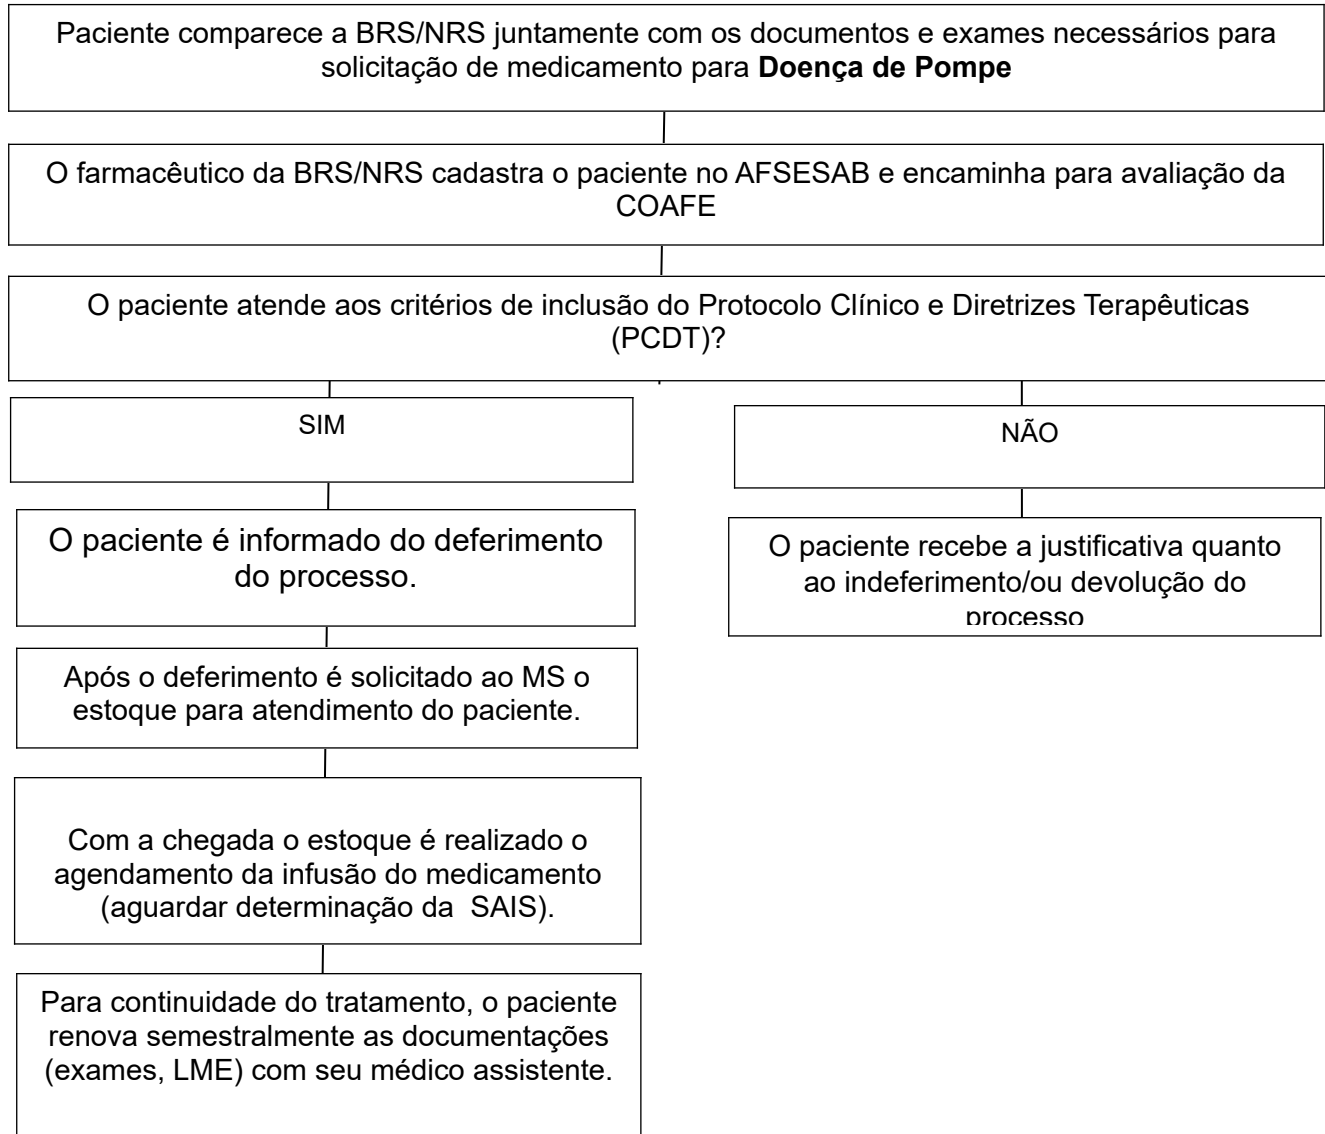 Paciente comparece a BRS/NRS juntamente com os documentos e exames necessários para
solicitação de medicamento para Doença de Pompe
O farmacêutico da BRS/NRS cadastra o paciente no AFSESAB e encaminha para avaliação da
COAFE
O paciente atende aos critérios de inclusão do Protocolo Clínico e Diretrizes Terapêuticas
(PCDT)?
SIM
NÃO
O paciente é informado do deferimento
do processo.
O paciente recebe a justificativa quanto
ao indeferimento/ou devolução do
processo
Após o deferimento é solicitado ao MS o
estoque para atendimento do paciente.
Com a chegada o estoque é realizado o
agendamento da infusão do medicamento
(aguardar determinação da  SAIS).
Para continuidade do tratamento, o paciente
renova semestralmente as documentações
(exames, LME) com seu médico assistente.